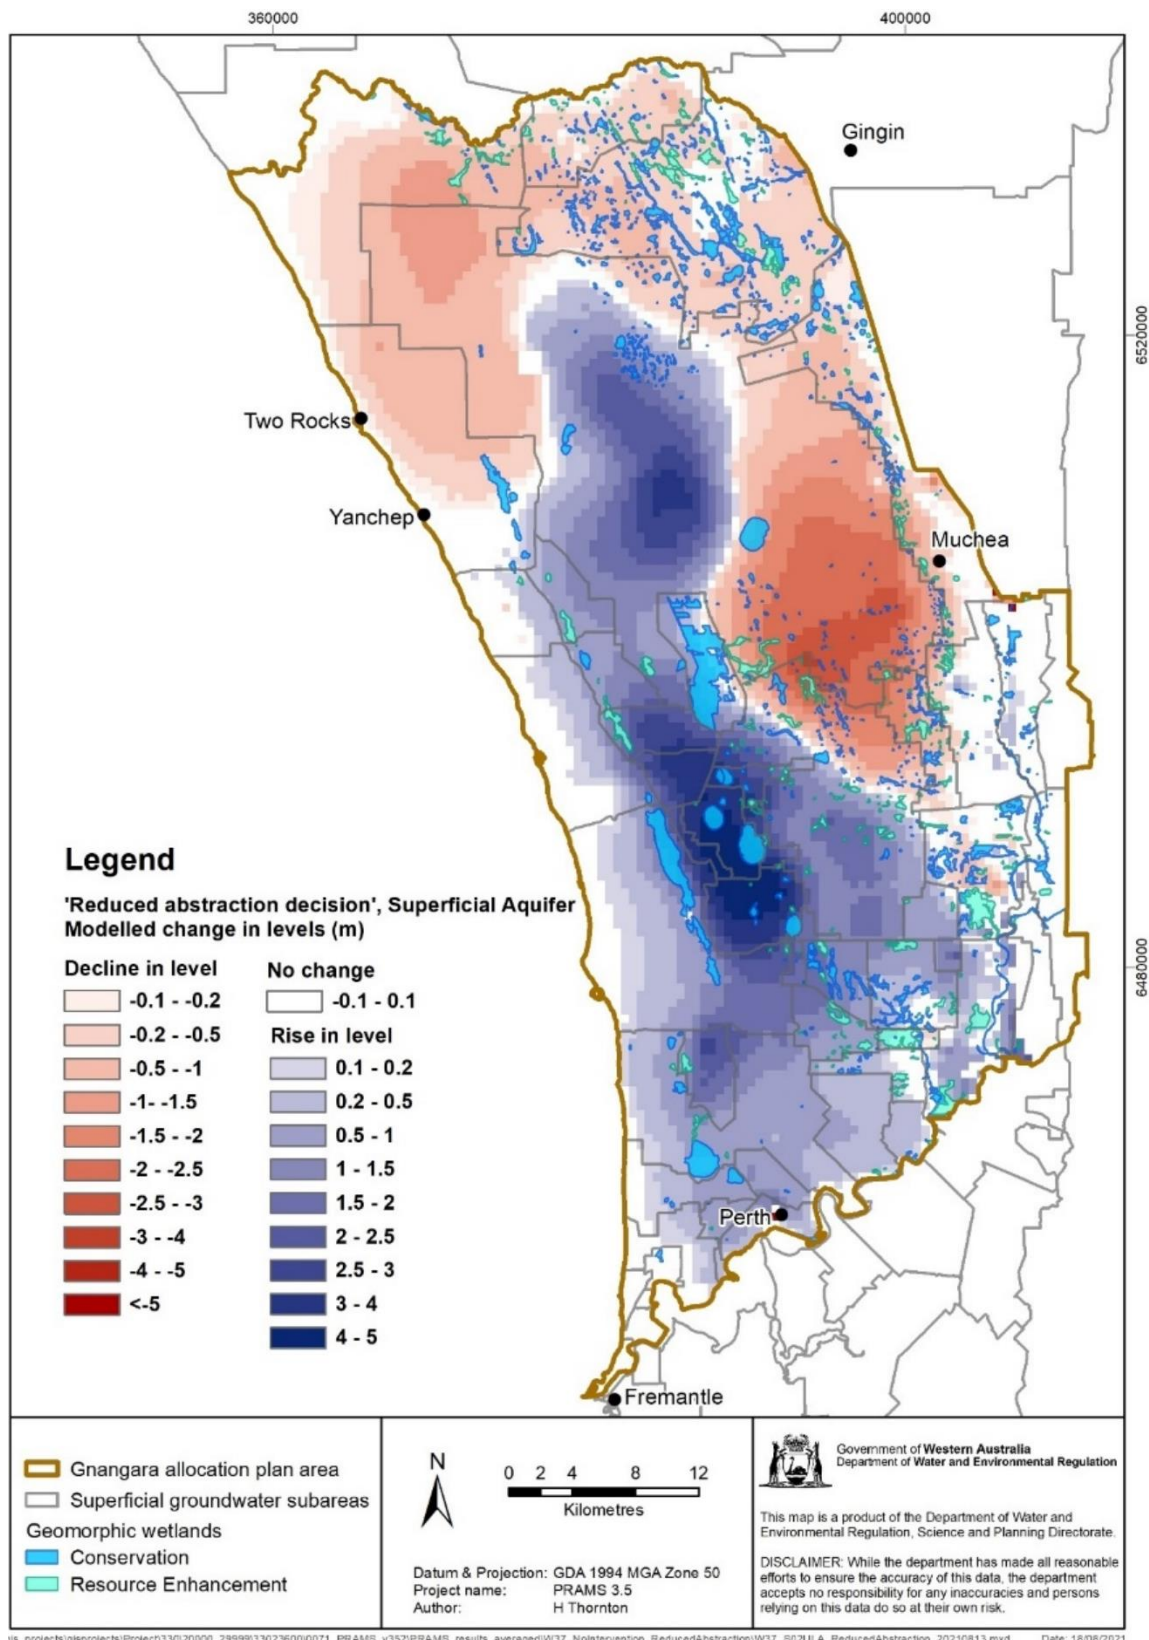 360000
400000
Gingin
6520000
Two Rocks
Yanchep
Muchea
Legend
'Reduced abstraction decision', Superficial Aquifer
Modelled change in levels (m)
Decline in level
-0.1 - -0.2
-0.2 - -0.5
-0.5 - -1
-1- -1.5
-1.5 - -2
-2 - -2.5
-2.5 - -3
-3 - -4
-4 - -5
<-5
No change
-0.1 - 0.1
Rise in level
0.1 - 0.2
0.2 - 0.5
0.5 - 1
1 - 1.5
1.5 - 2
2 - 2.5
2.5 - 3
3 - 4
4 - 5
6480000
Perth
Fremantle
Gnangara allocation plan area
Superficial groundwater subareas
Geomorphic wetlands
Conservation
Resource Enhancement
N
0 2 4 8 12
Kilometres
Datum & Projection: GDA 1994 MGA Zone 50
Project name: PRAMS 3.5
Author: H Thornton
Government of Western Australia
Department of Water and Environmental Regulation
This map is a product of the Department of Water and
Environmental Regulation, Science and Planning Directorate.
DISCLAIMER: While the department has made all reasonable
efforts to ensure the accuracy of this data, the department
accepts no responsibility for any inaccuracies and persons
relying on this data do so at their own risk.